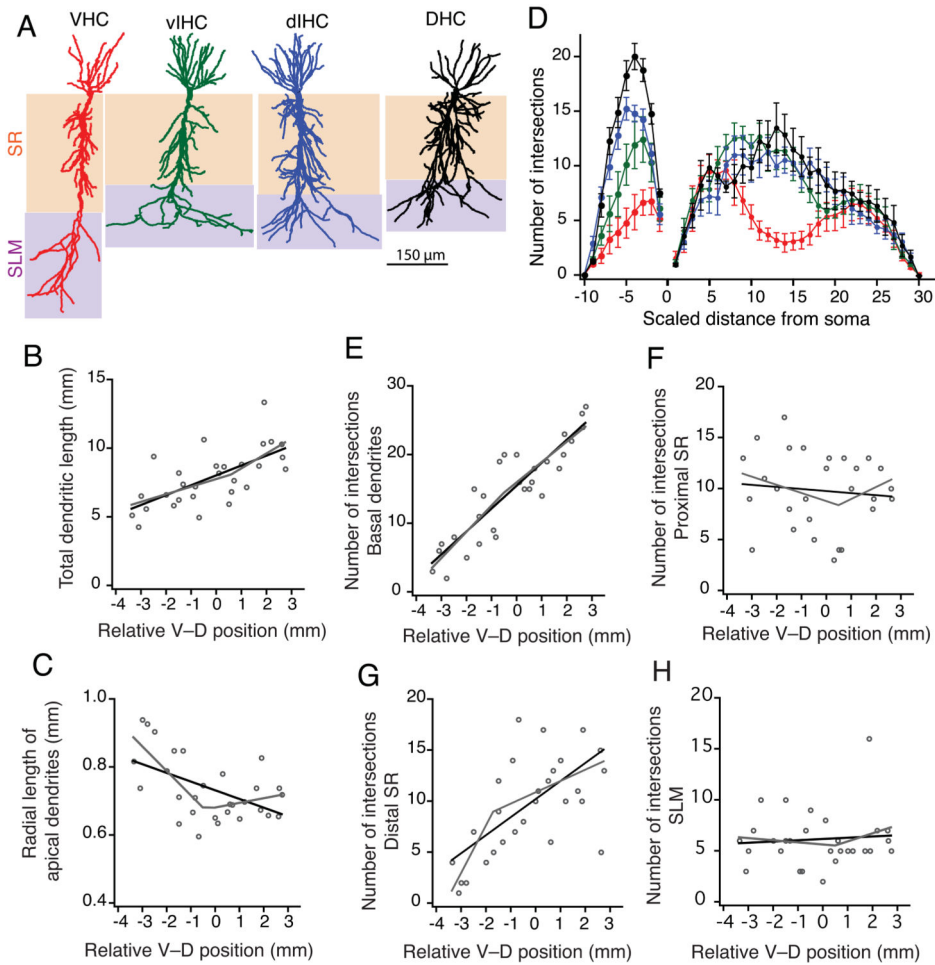 A
VHC
vIHC
dIHC
DHC
SR
SLM
150 µm
D
Number of intersections
20
15
10
5
0
-10
-5
0
5
10
15
20
25
30
Scaled distance from soma
B
Total dendritic length (mm)
15
10
5
0
-4
-3
-2
-1
0
1
2
3
Relative V–D position (mm)
E
Number of intersections
Basal dendrites
30
20
10
0
-4
-3
-2
-1
0
1
2
3
Relative V–D position (mm)
F
Number of intersections
Proximal SR
20
15
10
5
0
-4
-3
-2
-1
0
1
2
3
Relative V–D position (mm)
C
Radial length of
apical dendrites (mm)
1.0
0.8
0.6
0.4
-4
-3
-2
-1
0
1
2
3
Relative V–D position (mm)
G
Number of intersections
Distal SR
20
15
10
5
0
-4
-3
-2
-1
0
1
2
3
Relative V–D position (mm)
H
Number of intersections
SLM
20
15
10
5
0
-4
-3
-2
-1
0
1
2
3
Relative V–D position (mm)